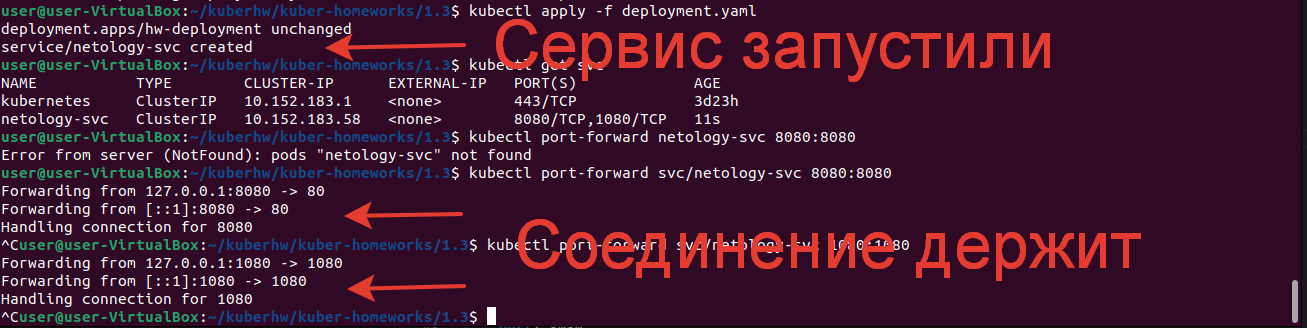 user@user-VirtualBox:~/kuberhw/kuber-homeworks/1.3$ kubectl apply -f deployment.yaml
deployment.apps/hw-deployment unchanged
service/netology-svc created
Сервис запустили
user@user-VirtualBox:~/kuberhw/kuber-homeworks/1.3$ kubectl get svc
NAME TYPE CLUSTER-IP EXTERNAL-IP PORT(S) AGE
kubernetes ClusterIP 10.152.183.1 <none> 443/TCP 3d23h
netology-svc ClusterIP 10.152.183.58 <none> 8080/TCP,1080/TCP 11s
user@user-VirtualBox:~/kuberhw/kuber-homeworks/1.3$ kubectl port-forward netology-svc 8080:8080
Error from server (NotFound): pods "netology-svc" not found
user@user-VirtualBox:~/kuberhw/kuber-homeworks/1.3$ kubectl port-forward svc/netology-svc 8080:8080
Forwarding from 127.0.0.1:8080 -> 80
Forwarding from [::1]:8080 -> 80
Handling connection for 8080
^Cuser@user-VirtualBox:~/kuberhw/kuber-homeworks/1.3$ kubectl port-forward svc/netology-svc 1080:1080
Соединение держит
Forwarding from 127.0.0.1:1080 -> 1080
Forwarding from [::1]:1080 -> 1080
Handling connection for 1080
^Cuser@user-VirtualBox:~/kuberhw/kuber-homeworks/1.3$